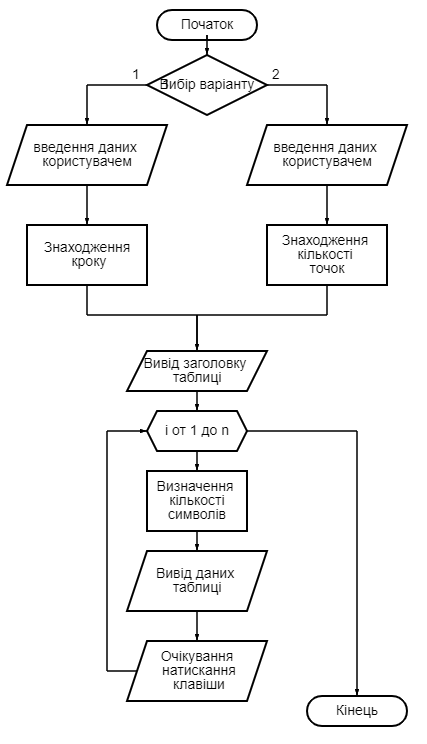 Початок
1
Вибір варіанту
2
введення даних
користувачем
введення даних
користувачем
Знаходження
кроку
Знаходження
кількості
точок
Вивід заголовку
таблиці
і от 1 до n
Визначення
кількості
символів
Вивід даних
таблиці
Очікування
натискання
клавіши
Кінець